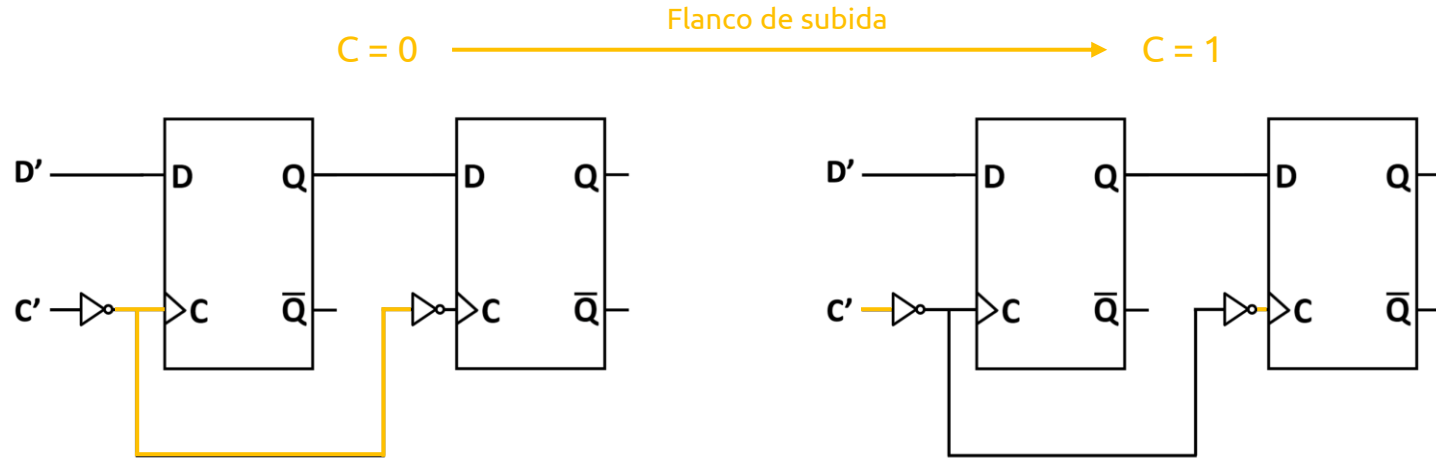 Flanco de subida
C = 0 C = 1
D’ D Q D Q D’ D Q D Q
C’ C Q̅ C Q̅ C’ C Q̅ C Q̅